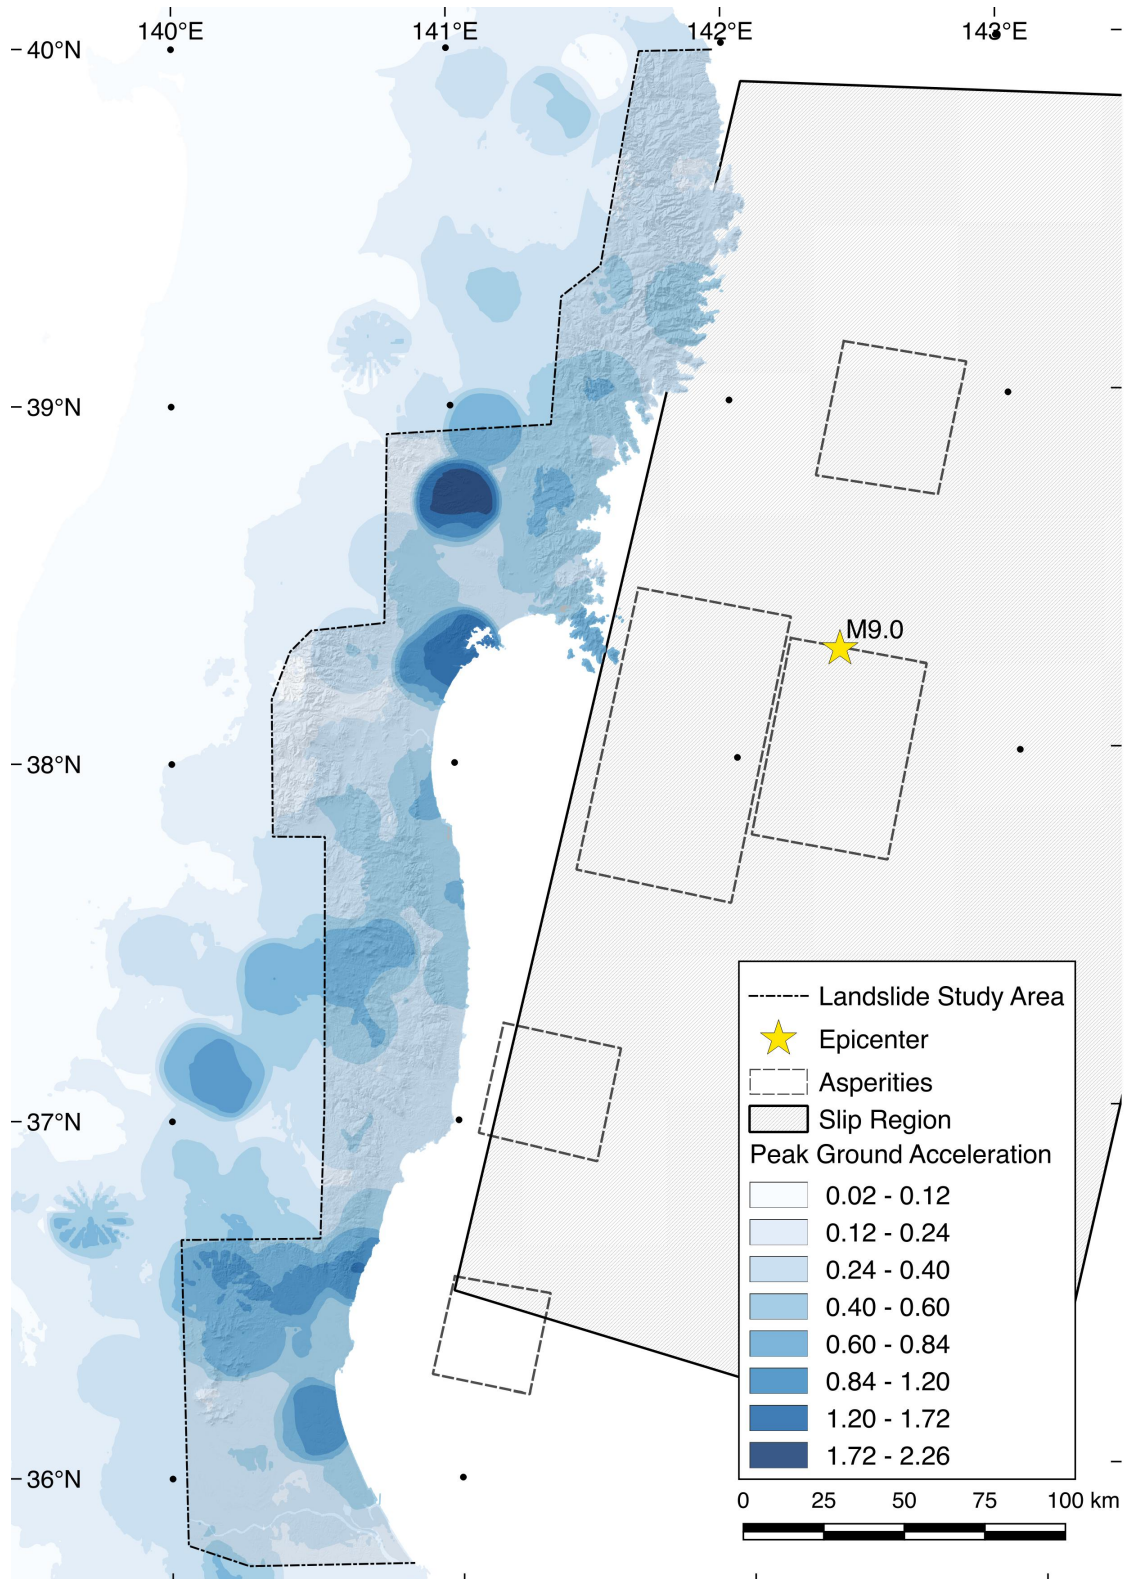 140°E 141°E 142°E 143°E
40°N
39°N
M9.0
38°N
Landslide Study Area
Epicenter
Asperities
37°N
Slip Region
Peak Ground Acceleration
0.02 - 0.12
0.12 - 0.24
0.24 - 0.40
0.40 - 0.60
0.60 - 0.84
0.84 - 1.20
1.20 - 1.72
1.72 - 2.26
36°N
0 25 50 75 100 km